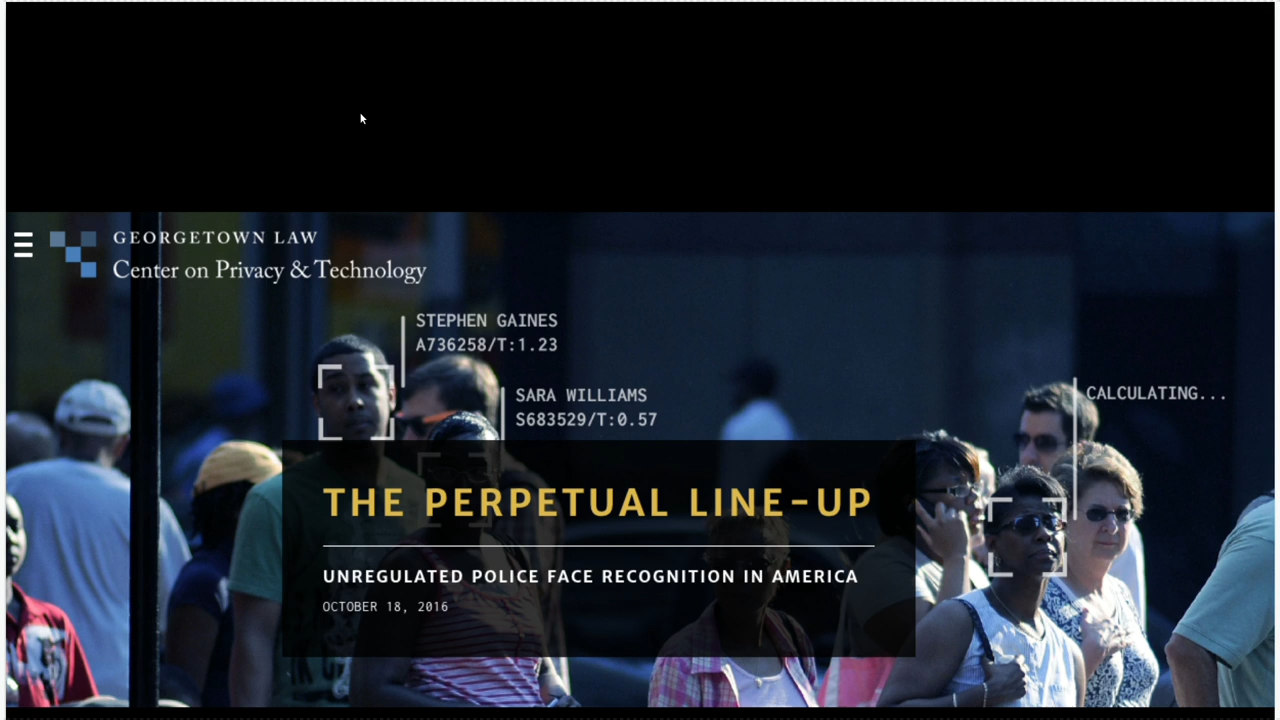 GEORGETOWN LAW
Center on Privacy & Technology
STEPHEN GAINES
A736258/T:1.23
SARA WILLIAMS
S683529/T:0.57
CALCULATING...
THE PERPETUAL LINE-UP
UNREGULATED POLICE FACE RECOGNITION IN AMERICA
OCTOBER 18, 2016